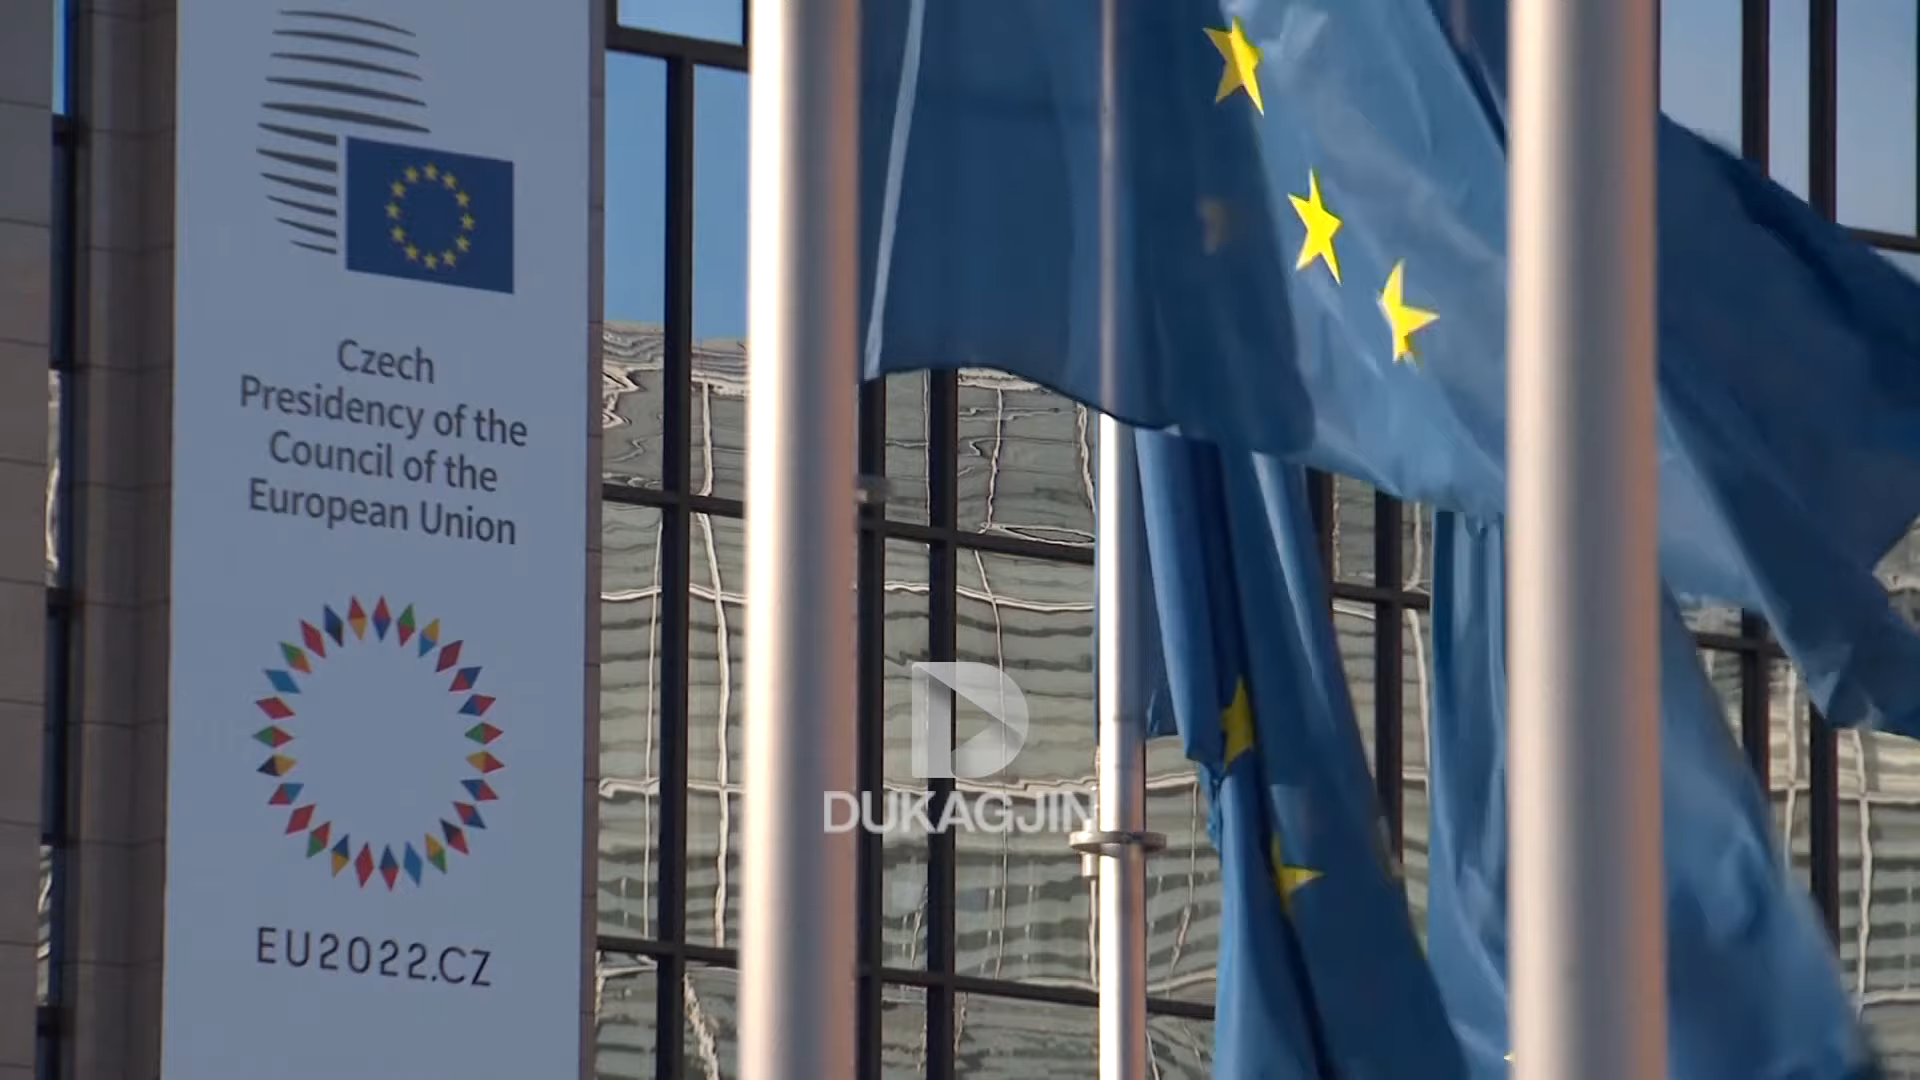 Czech
Presidency of the
Council of the
European Union
EU2022.CZ
DUKAGJIN